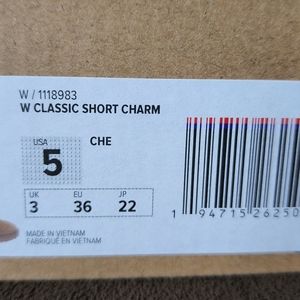 W / 1118983
W CLASSIC SHORT CHARM
USA
5
CHE
UK
3
EU
36
JP
22
1 94715 26250
MADE IN VIETNAM
FABRIQUÉ EN VIETNAM